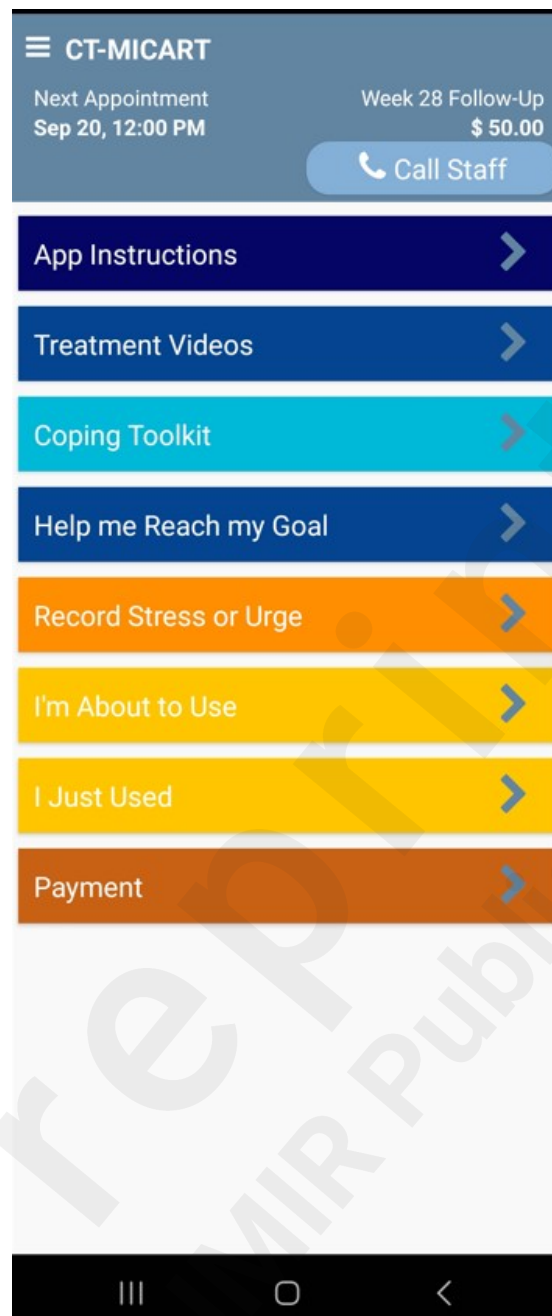 CT-MICART
Next Appointment
Week 28 Follow-Up
Sep 20, 12:00 PM
$ 50.00
Call Staff
App Instructions
Treatment Videos
Coping Toolkit
Help me Reach my Goal
Record Stress or Urge
I'm About to Use
I Just Used
Payment